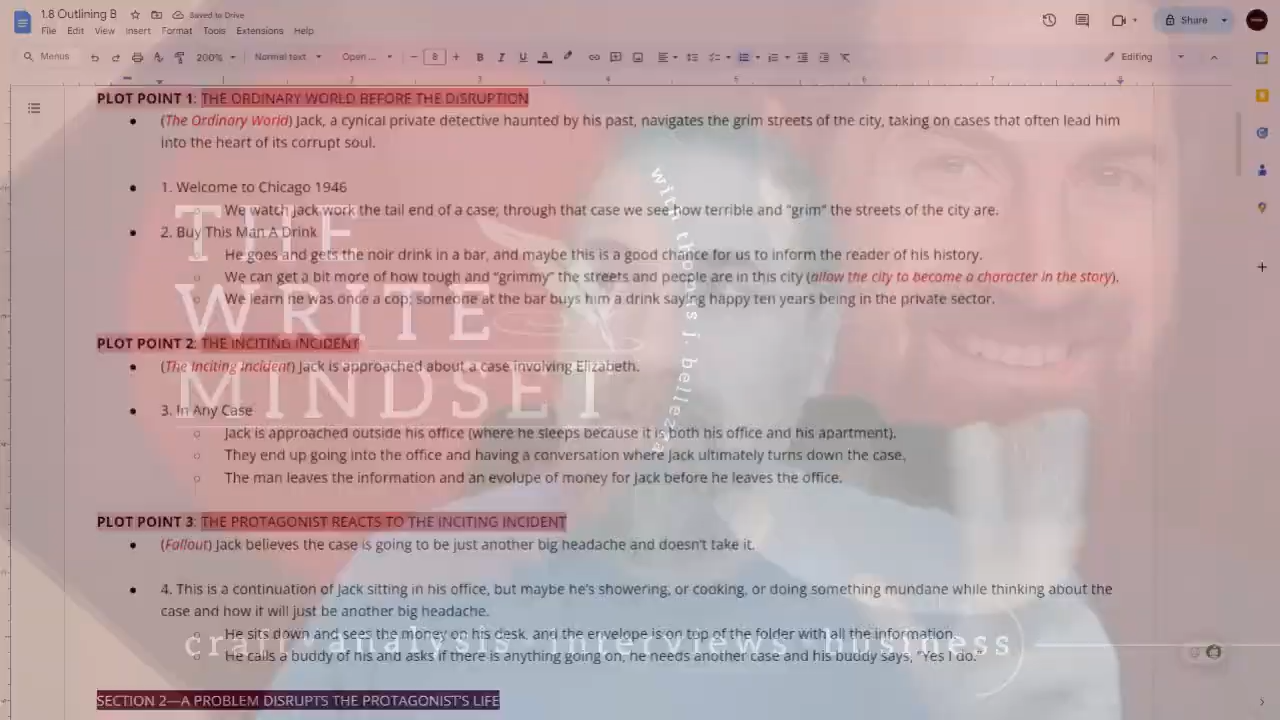 1.8 Outlining B
Saved to Drive
File Edit View Insert Format Tools Extensions Help
Share
Menus
200%
Normal text
Open ...
8
Editing
1 2 3 4 5 6 7
PLOT POINT 1: THE ORDINARY WORLD BEFORE THE DISRUPTION
(The Ordinary World) Jack, a cynical private detective haunted by his past, navigates the grim streets of the city, taking on cases that often lead him
into the heart of its corrupt soul.
1. Welcome to Chicago 1946
We watch Jack work the tail end of a case; through that case we see how terrible and “grim” the streets of the city are.
2. Buy This Man A Drink
He goes and gets the noir drink in a bar, and maybe this is a good chance for us to inform the reader of his history.
We can get a bit more of how tough and “grimmy” the streets and people are in this city (allow the city to become a character in the story).
We learn he was once a cop; someone at the bar buys him a drink saying happy ten years being in the private sector.
PLOT POINT 2: THE INCITING INCIDENT
(The Inciting Incident) Jack is approached about a case involving Elizabeth.
3. In Any Case
Jack is approached outside his office (where he sleeps because it is both his office and his apartment).
They end up going into the office and having a conversation where Jack ultimately turns down the case.
The man leaves the information and an evolupe of money for Jack before he leaves the office.
PLOT POINT 3: THE PROTAGONIST REACTS TO THE INCITING INCIDENT
(Fallout) Jack believes the case is going to be just another big headache and doesn't take it.
4. This is a continuation of Jack sitting in his office, but maybe he's showering, or cooking, or doing something mundane while thinking about the
case and how it will just be another big headache.
He sits down and sees the money on his desk, and the envelope is on top of the folder with all the information.
He calls a buddy of his and asks if there is anything going on, he needs another case and his buddy says, “Yes I do.”
SECTION 2—A PROBLEM DISRUPTS THE PROTAGONIST'S LIFE
THE
WRITE
MINDSET
with thomas j. bellezza
craft analysis interviews business